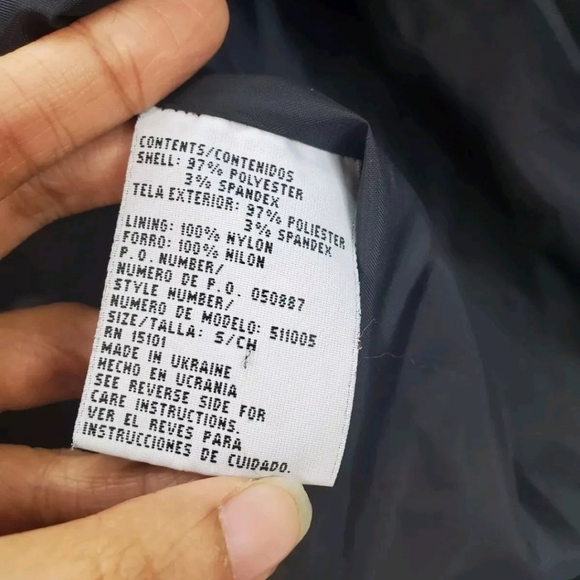 CONTENTS/CONTENIDOS
SHELL: 97% POLYESTER
3% SPANDEX
TELA EXTERIOR: 97% POLIESTER
3% SPANDEX
LINING: 100% NYLON
FORRO: 100% NILON
P.O. NUMBER/
NUMERO DE P.O. 050887
STYLE NUMBER/
NUMERO DE MODELO: 511005
SIZE/TALLA: S/CH
RN 15101
MADE IN UKRAINE
HECHO EN UCRANIA
SEE REVERSE SIDE FOR
CARE INSTRUCTIONS.
VER EL REVES PARA
INSTRUCCIONES DE CUIDADO.